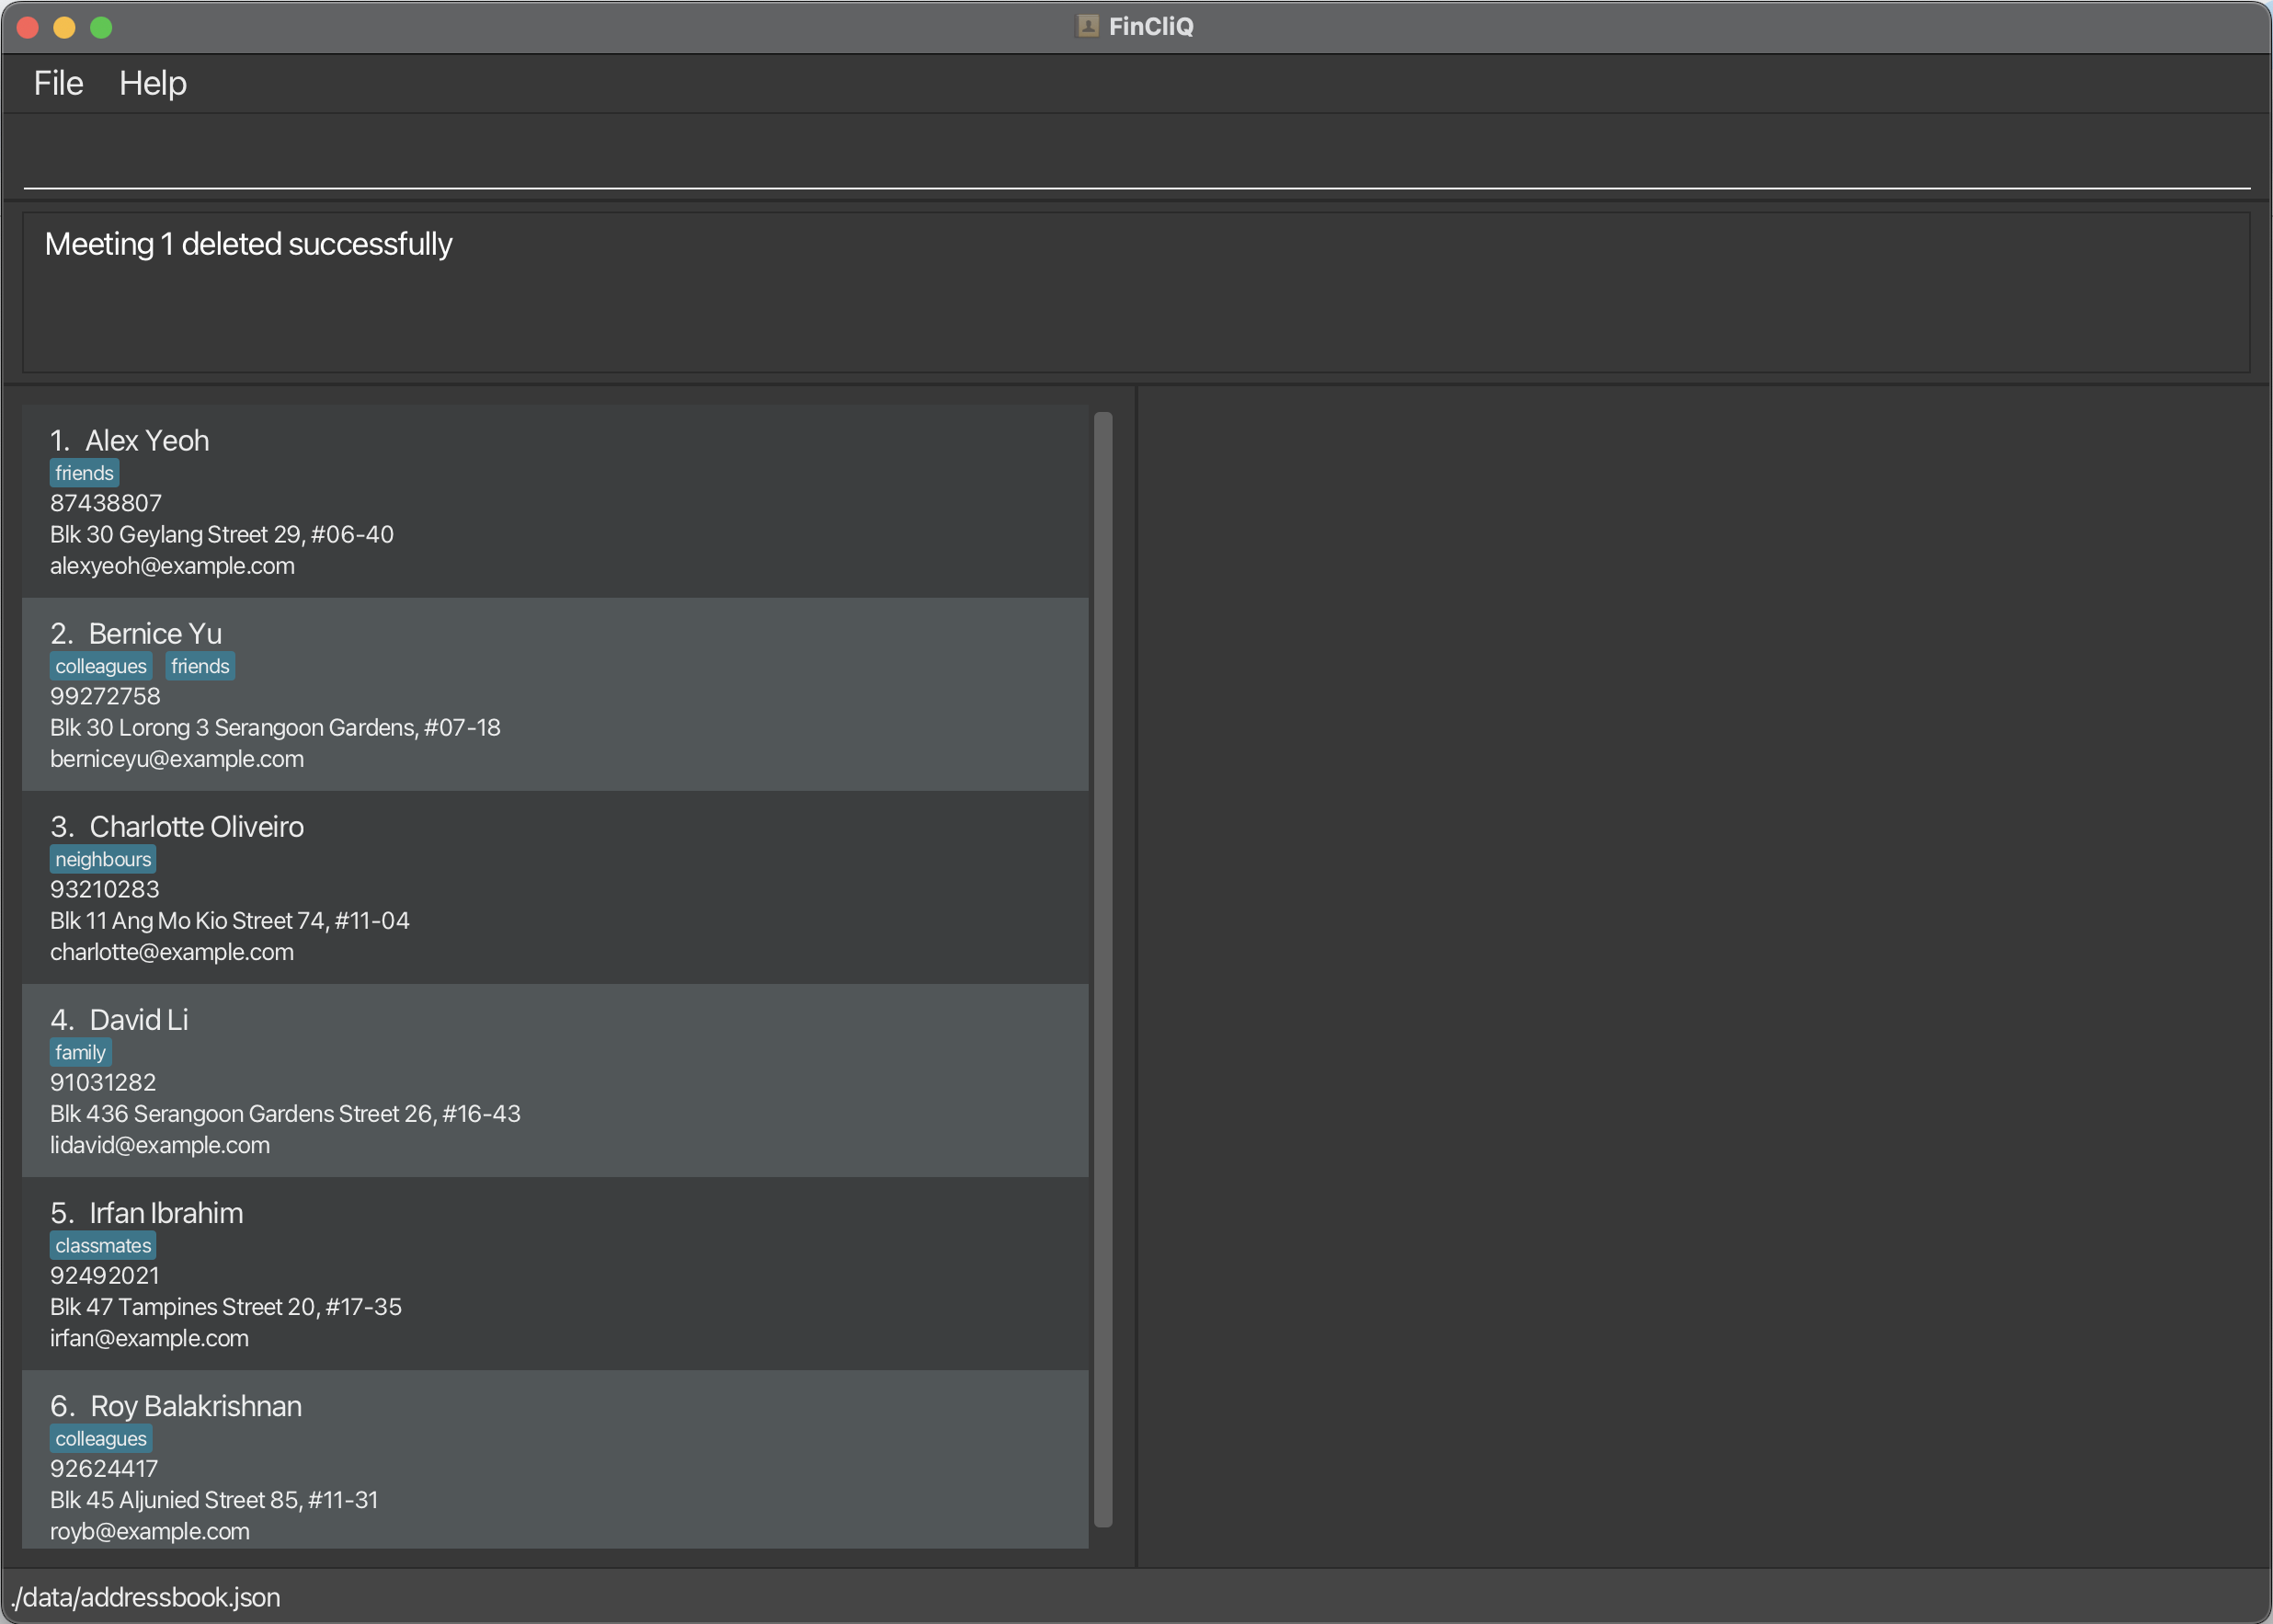 FinCliQ
File Help
Meeting 1 deleted successfully
1. Alex Yeoh
friends
87438807
Blk 30 Geylang Street 29, #06-40
alexyeoh@example.com
2. Bernice Yu
colleagues friends
99272758
Blk 30 Lorong 3 Serangoon Gardens, #07-18
berniceyu@example.com
3. Charlotte Oliveiro
neighbours
93210283
Blk 11 Ang Mo Kio Street 74, #11-04
charlotte@example.com
4. David Li
family
91031282
Blk 436 Serangoon Gardens Street 26, #16-43
lidavid@example.com
5. Irfan Ibrahim
classmates
92492021
Blk 47 Tampines Street 20, #17-35
irfan@example.com
6. Roy Balakrishnan
colleagues
92624417
Blk 45 Aljunied Street 85, #11-31
royb@example.com
./data/addressbook.json